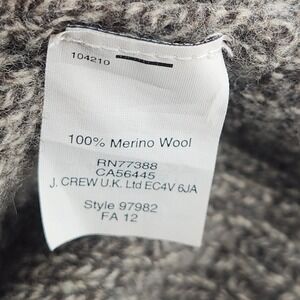 104210
100% Merino Wool
RN77388
CA56445
J. CREW U.K. Ltd EC4V 6JA
Style 97982
FA 12